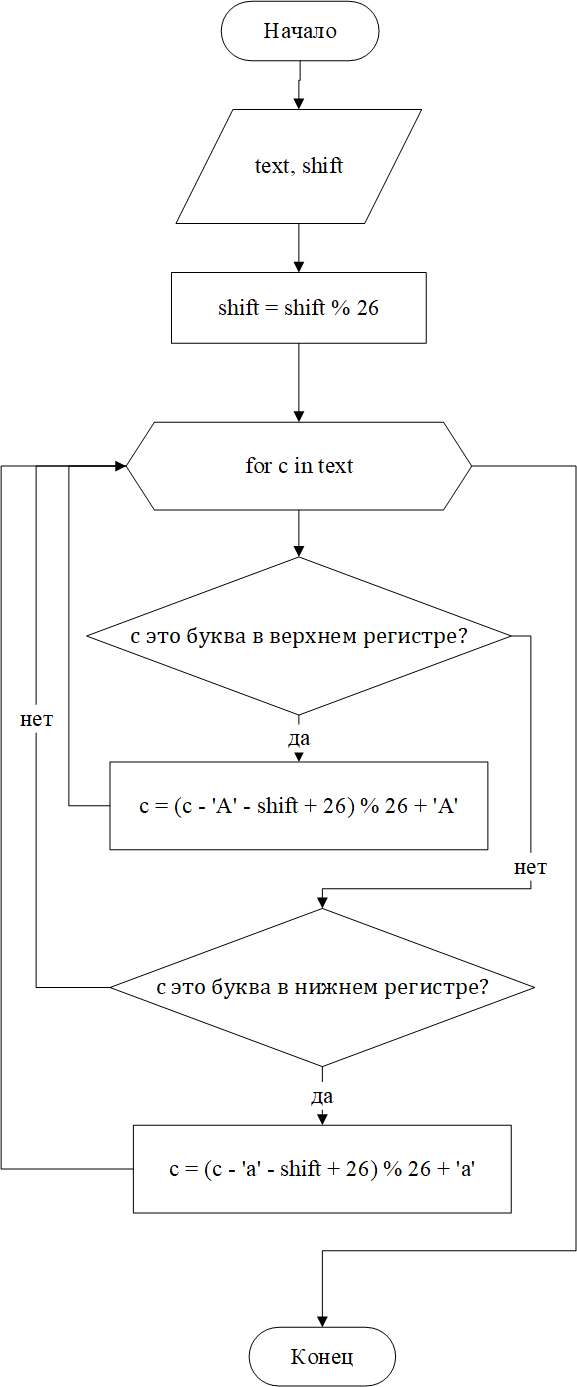 Начало
text, shift
shift = shift % 26
for c in text
с это буква в верхнем регистре?
нет
да
c = (c - 'A' - shift + 26) % 26 + 'A'
нет
с это буква в нижнем регистре?
да
c = (c - 'a' - shift + 26) % 26 + 'a'
Конец